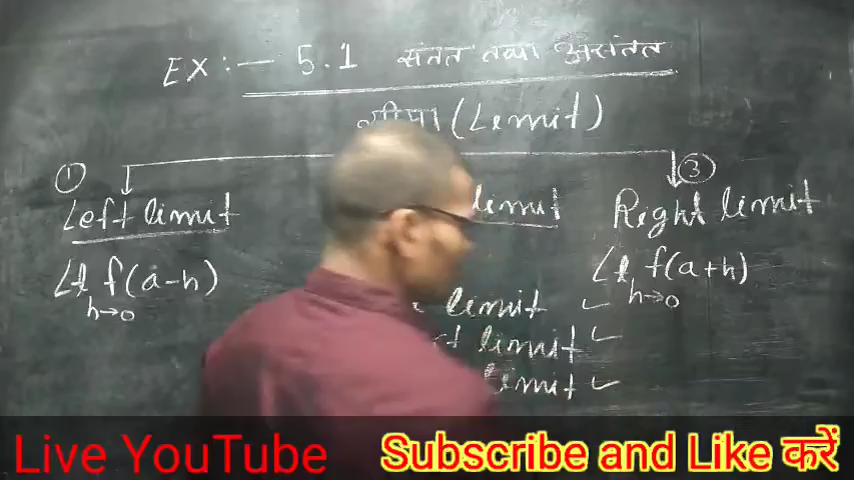 EX:- 5.1 संतत तथा असंतत
सीमा (Lemit)
① ③
Left limit limit Right limit
Lt f(a-h) Lt f(a+h)
h→0 h→0
limit ✓
limit ✓
limit ✓
Live YouTube Subscribe and Like करें